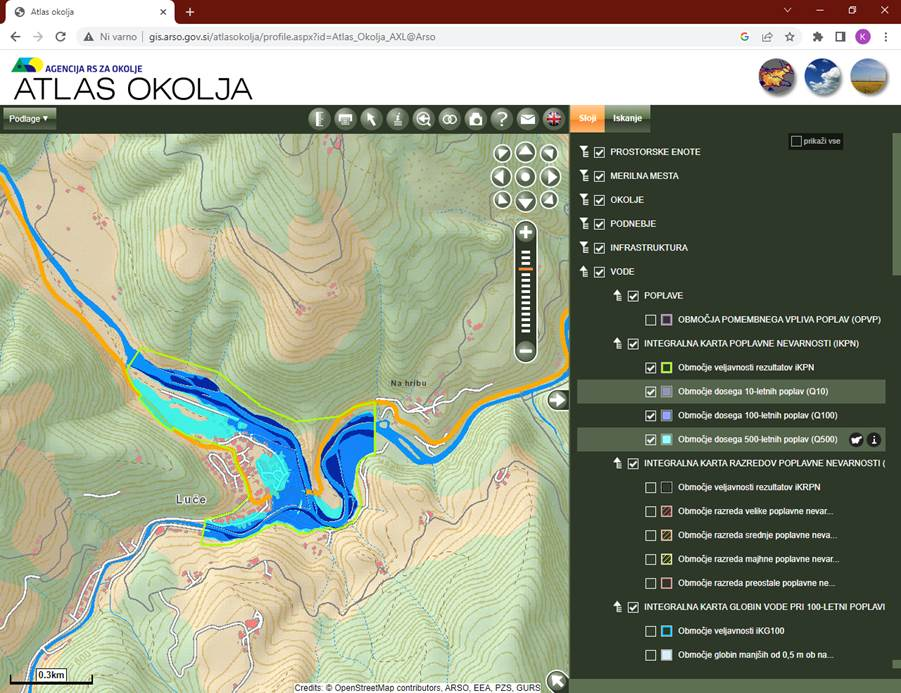 Atlas okolja
Ni varno | gis.arso.gov.si/atlasokolja/profile.aspx?id=Atlas_Okolja_AXL@Arso
K
AGENCIJA RS ZA OKOLJE
ATLAS OKOLJA
Podlage ▾
Sloji
Iskanje
prikaži vse
PROSTORSKE ENOTE
MERILNA MESTA
OKOLJE
PODNEBJE
INFRASTRUKTURA
VODE
POPLAVE
OBMOČJA POMEMBNEGA VPLIVA POPLAV (OPVP)
INTEGRALNA KARTA POPLAVNE NEVARNOSTI (IKPN)
Območje veljavnosti rezultatov iKPN
Območje dosega 10-letnih poplav (Q10)
Območje dosega 100-letnih poplav (Q100)
Območje dosega 500-letnih poplav (Q500)
INTEGRALNA KARTA RAZREDOV POPLAVNE NEVARNOSTI (
Območje veljavnosti rezultatov iKRPN
Območje razreda velike poplavne nevar...
Območje razreda srednje poplavne neva...
Območje razreda majhne poplavne nevar...
Območje razreda preostale poplavne ne...
INTEGRALNA KARTA GLOBIN VODE PRI 100-LETNI POPLAVI
Območje veljavnosti iKG100
Območje globin manjših od 0,5 m ob na...
Na hribu
Luče
0.3km
Credits: © OpenStreetMap contributors, ARSO, EEA, PZS, GURS